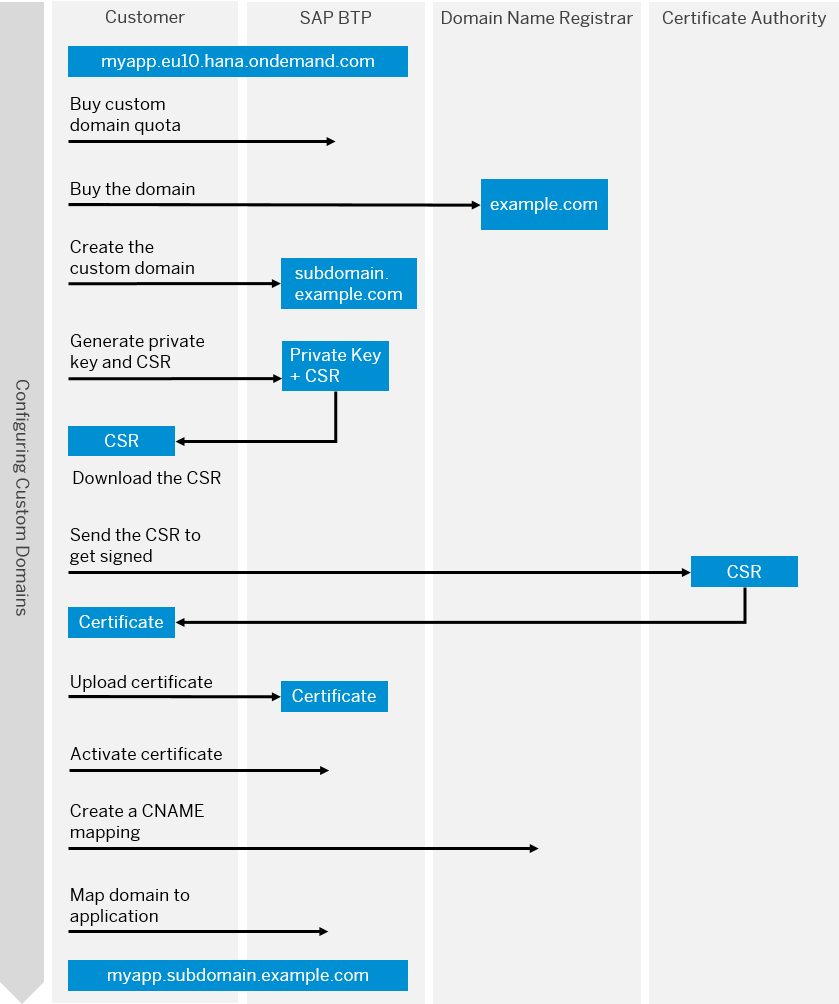 Customer
SAP BTP
Domain Name Registrar
Certificate Authority
myapp.eu10.hana.ondemand.com
Buy custom
domain quota
Buy the domain
example.com
Create the
custom domain
subdomain.
example.com
Generate private
key and CSR
Private Key
+ CSR
CSR
Download the CSR
Configuring Custom Domains
Send the CSR to
get signed
CSR
Certificate
Upload certificate
Certificate
Activate certificate
Create a CNAME
mapping
Map domain to
application
myapp.subdomain.example.com